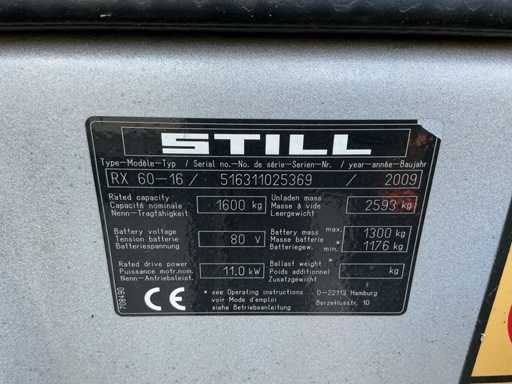 STILL
Type-Modèle-Typ / Serial no.-No. de série-Serien-Nr. / year-année-Baujahr
RX 60-16 / 516311025369 / 2009
Rated capacity
Capacité nominale
Nenn-Tragfähigkeit
1600 kg
Unladen mass
Masse à vide
Leergewicht
2593 kg
Battery voltage
Tension batterie
Batteriespannung
80 V
Battery mass max.
Masse batterie
Batteriegew. min.
*
1300 kg
1176 kg
Rated drive power
Puissance motr.nom.
Nenn-Antriebsleist.
11.0 kW
Ballast weight *
Poids additionnel
Zusatzgewicht
kg
CE
* see Operating instructions
voir Mode d'emploi
siehe Betriebsanleitung
D-22113 Hamburg
Berzeliusstr. 10